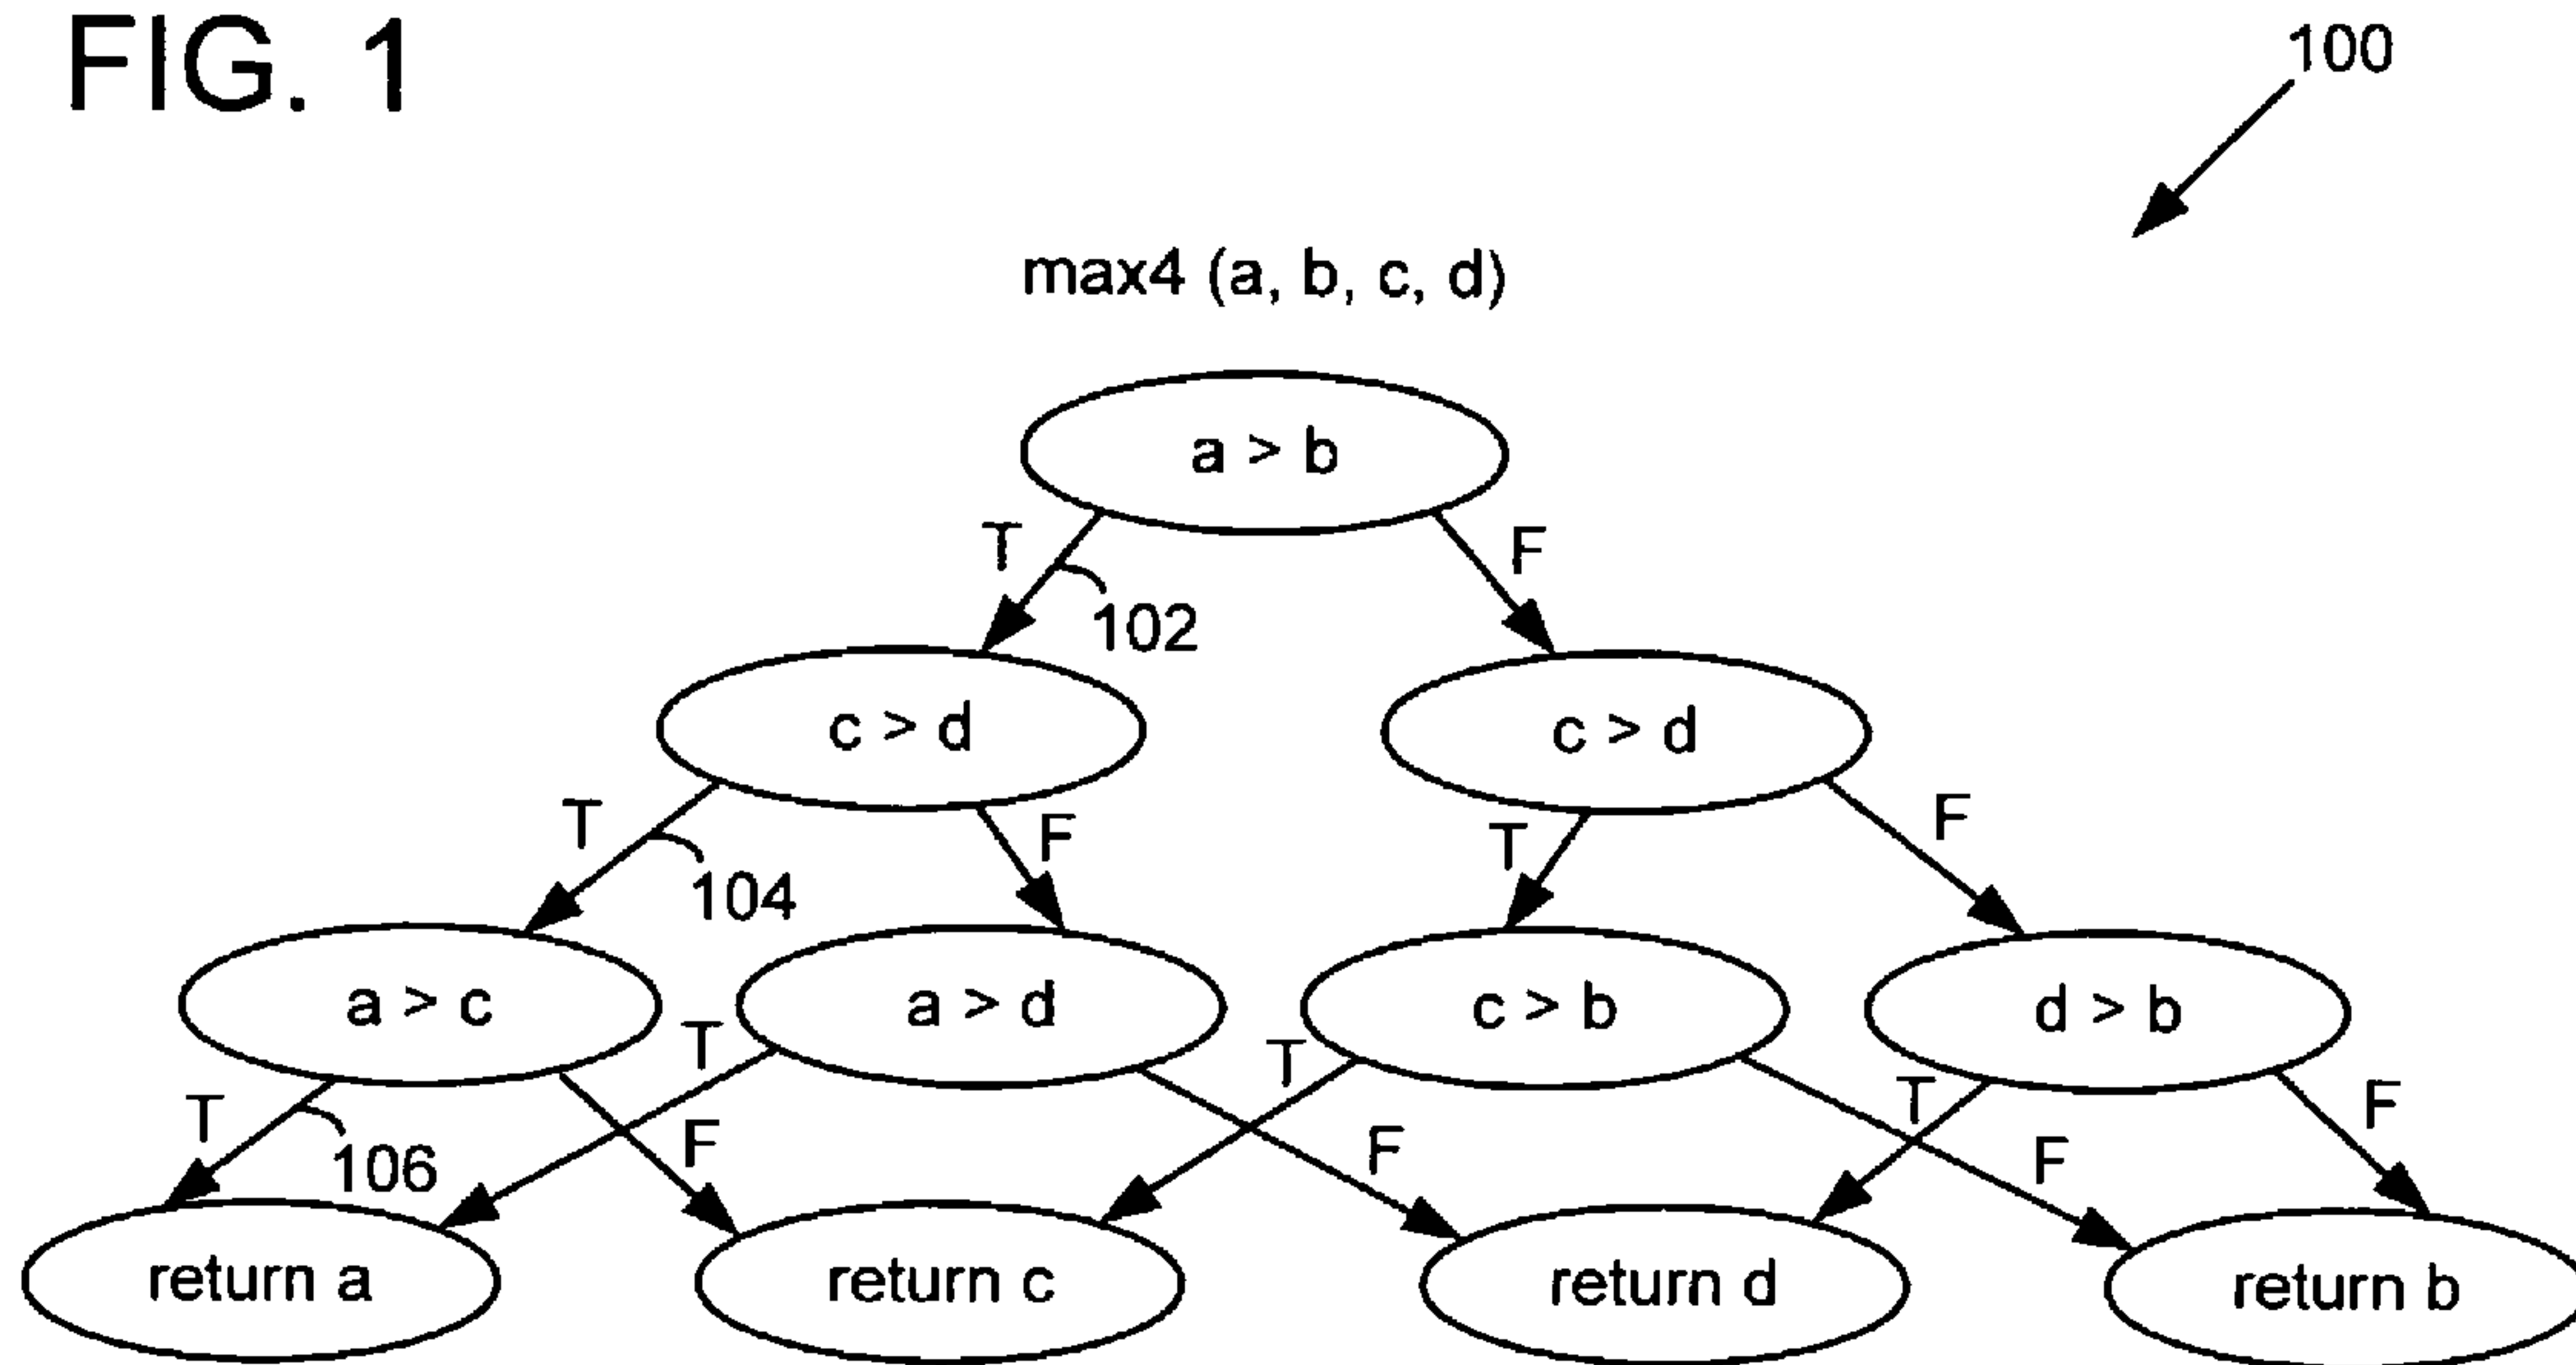 FIG. 1
100
max4 (a, b, c, d)
a > b
T
F
102
c > d
c > d
T
F
T
F
104
a > c
a > d
c > b
d > b
T
T
T
T
F
106
F
F
F
return a
return c
return d
return b